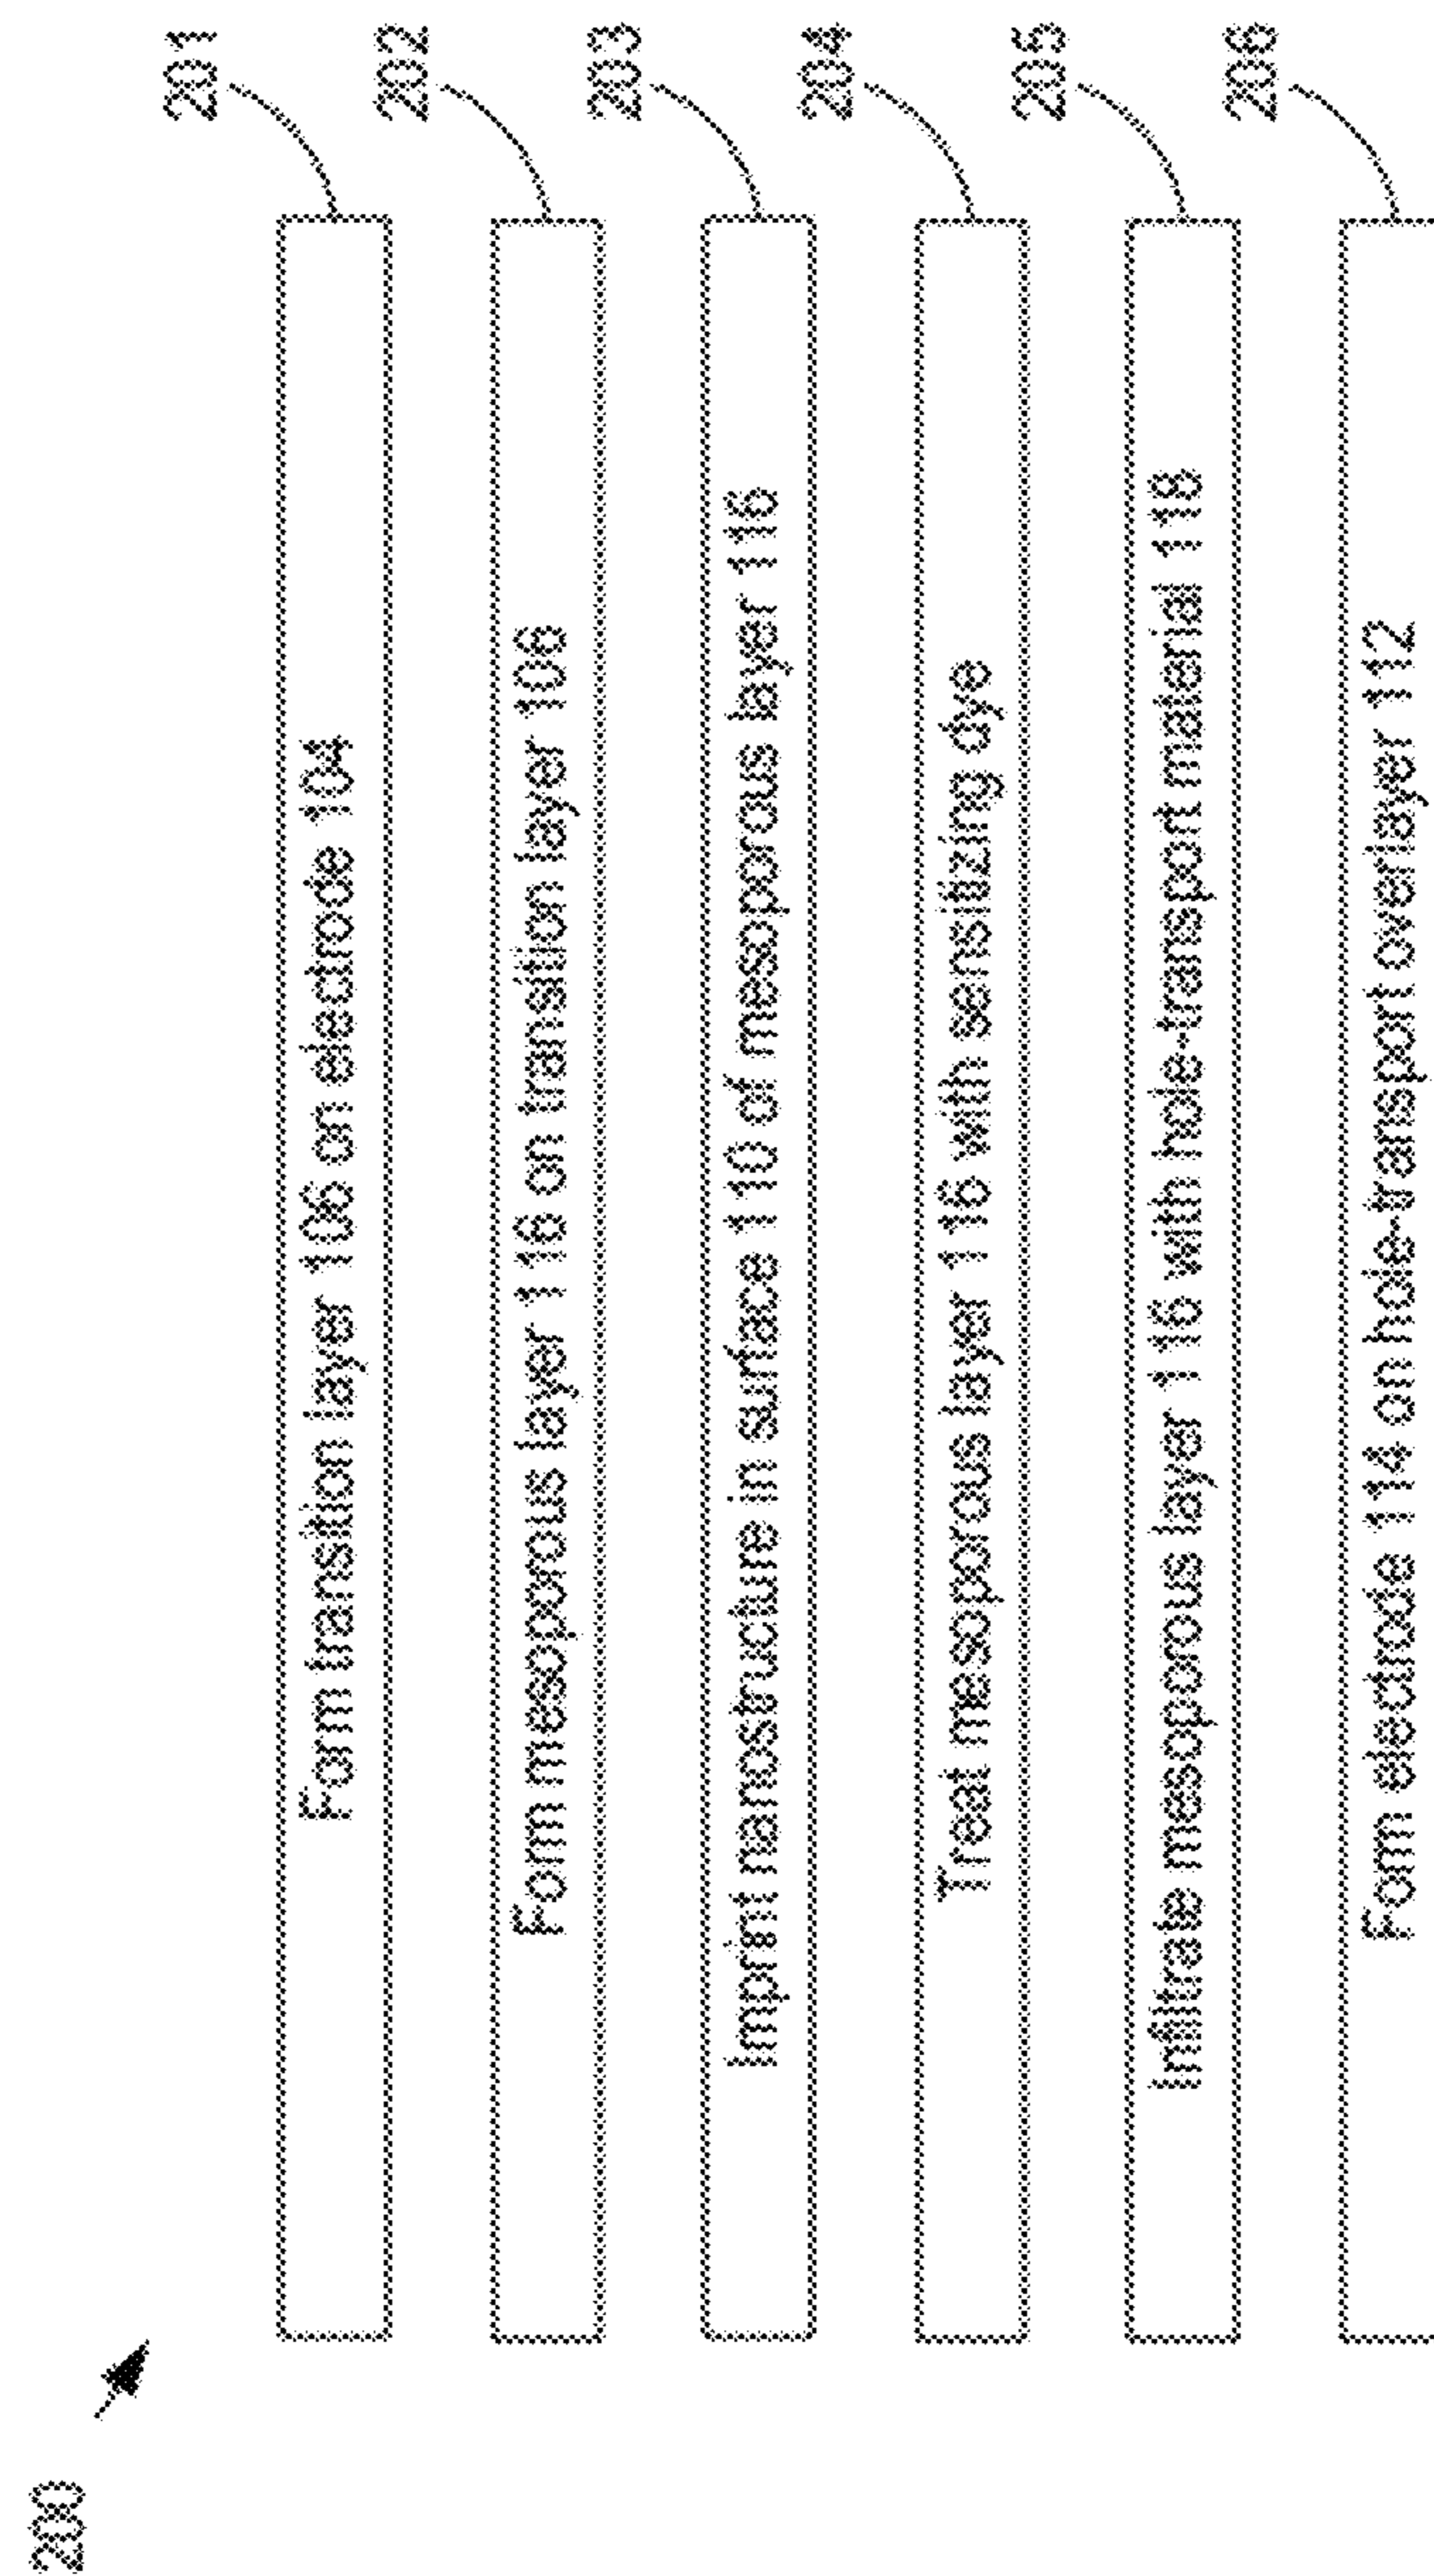 200
201
Form transition layer 106 on electrode 104
202
Form mesoporous layer 116 on transition layer 106
203
Imprint nanostructure in surface 110 of mesoporous layer 116
204
Treat mesoporous layer 116 with sensitizing dye
205
Infiltrate mesoporous layer 116 with hole-transport material 118
206
Form electrode 114 on hole-transport overlayer 112